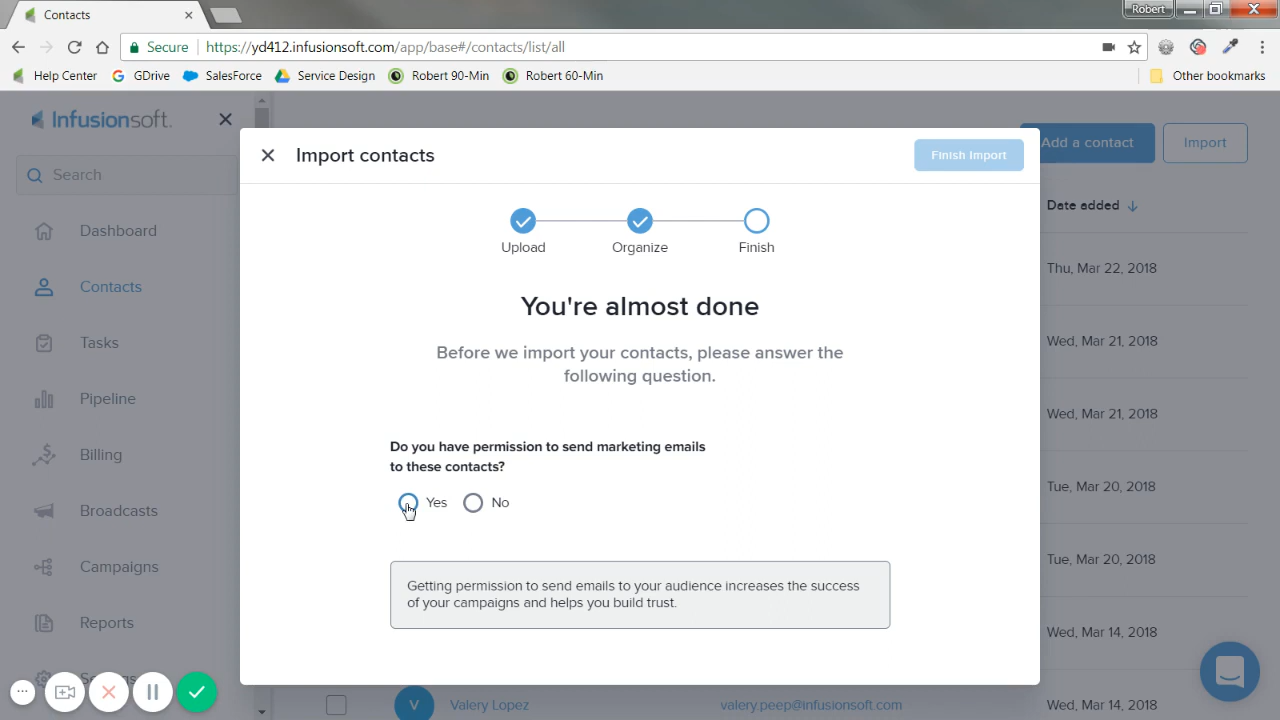 Contacts
Robert
Secure
https://yd412.infusionsoft.com/app/base#/contacts/list/all
Help Center
GDrive
SalesForce
Service Design
Robert 90-Min
Robert 60-Min
Other bookmarks
Infusionsoft.
Search
Dashboard
Contacts
Tasks
Pipeline
Billing
Broadcasts
Campaigns
Reports
Import contacts
Finish Import
Upload
Organize
Finish
You're almost done
Before we import your contacts, please answer the
following question.
Do you have permission to send marketing emails
to these contacts?
Yes
No
Getting permission to send emails to your audience increases the success
of your campaigns and helps you build trust.
Add a contact
Import
Date added
Thu, Mar 22, 2018
Wed, Mar 21, 2018
Wed, Mar 21, 2018
Tue, Mar 20, 2018
Tue, Mar 20, 2018
Wed, Mar 14, 2018
V
Valery Lopez
valery.peep@infusionsoft.com
Wed, Mar 14, 2018